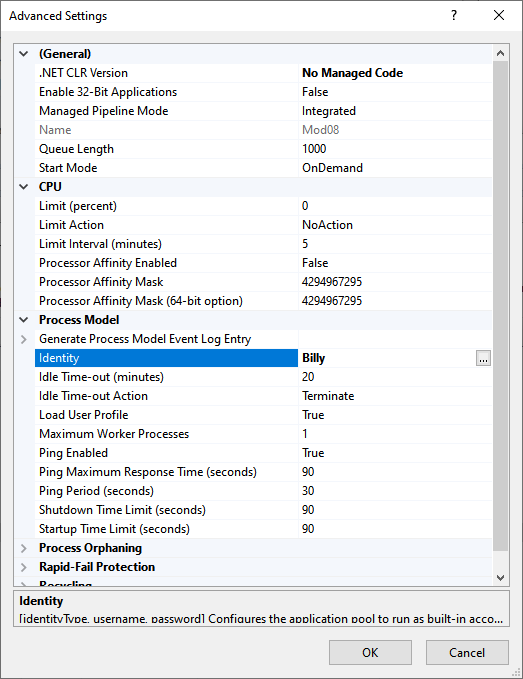 Advanced Settings ? ×
(General)
.NET CLR Version No Managed Code
Enable 32-Bit Applications False
Managed Pipeline Mode Integrated
Name Mod08
Queue Length 1000
Start Mode OnDemand
CPU
Limit (percent) 0
Limit Action NoAction
Limit Interval (minutes) 5
Processor Affinity Enabled False
Processor Affinity Mask 4294967295
Processor Affinity Mask (64-bit option) 4294967295
Process Model
Generate Process Model Event Log Entry
Identity Billy ...
Idle Time-out (minutes) 20
Idle Time-out Action Terminate
Load User Profile True
Maximum Worker Processes 1
Ping Enabled True
Ping Maximum Response Time (seconds) 90
Ping Period (seconds) 30
Shutdown Time Limit (seconds) 90
Startup Time Limit (seconds) 90
Process Orphaning
Rapid-Fail Protection
Recycling
Identity
[identityType, username, password] Configures the application pool to run as built-in acco...
OK Cancel